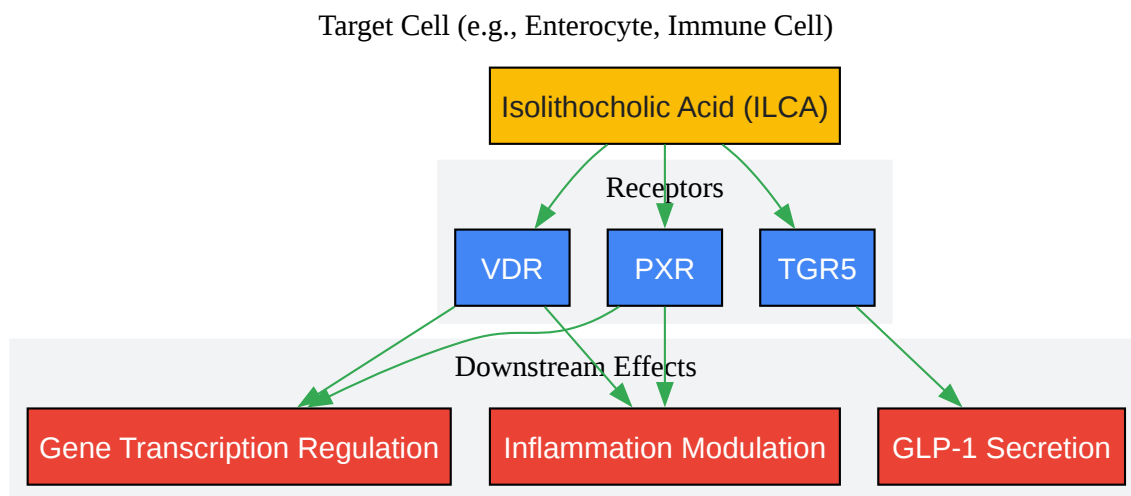 Target Cell (e.g., Enterocyte, Immune Cell)
Isolithocholic Acid (ILCA)
Receptors
VDR
PXR
TGR5
Downstream Effects
Gene Transcription Regulation
Inflammation Modulation
GLP-1 Secretion